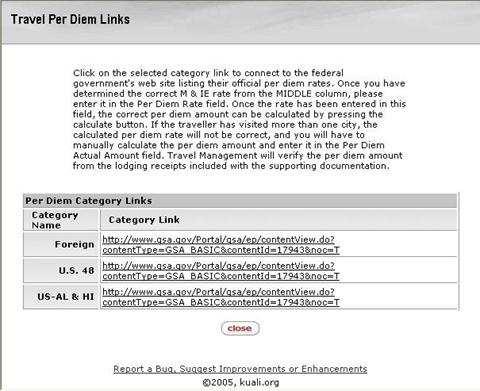 Travel Per Diem Links
Click on the selected category link to connect to the federal
government's web site listing their official per diem rates. Once you have
determined the correct M & IE rate from the MIDDLE column, please
enter it in the Per Diem Rate field. Once the rate has been entered in this
field, the correct per diem amount can be calculated by pressing the
calculate button. If the traveller has visited more than one city, the
calculated per diem rate will not be correct, and you will have to
manually calculate the per diem amount and enter it in the Per Diem
Actual Amount field. Travel Management will verify the per diem amount
from the lodging receipts included with the supporting documentation.
Per Diem Category Links
Category
Name
Category Link
Foreign
http://www.gsa.gov/Portal/gsa/ep/contentView.do?
contentType=GSA_BASIC&contentId=17943&noc=T
U.S. 48
http://www.gsa.gov/Portal/gsa/ep/contentView.do?
contentType=GSA_BASIC&contentId=17943&noc=T
US-AL & HI
http://www.gsa.gov/Portal/gsa/ep/contentView.do?
contentType=GSA_BASIC&contentId=17943&noc=T
close
Report a Bug, Suggest Improvements or Enhancements
©2005, kuali.org